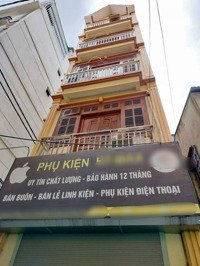 PHỤ KIỆN
UY TÍN CHẤT LƯỢNG - BẢO HÀNH 12 THÁNG
BÁN BUÔN - BÁN LẺ LINH KIỆN - PHỤ KIỆN ĐIỆN THOẠI